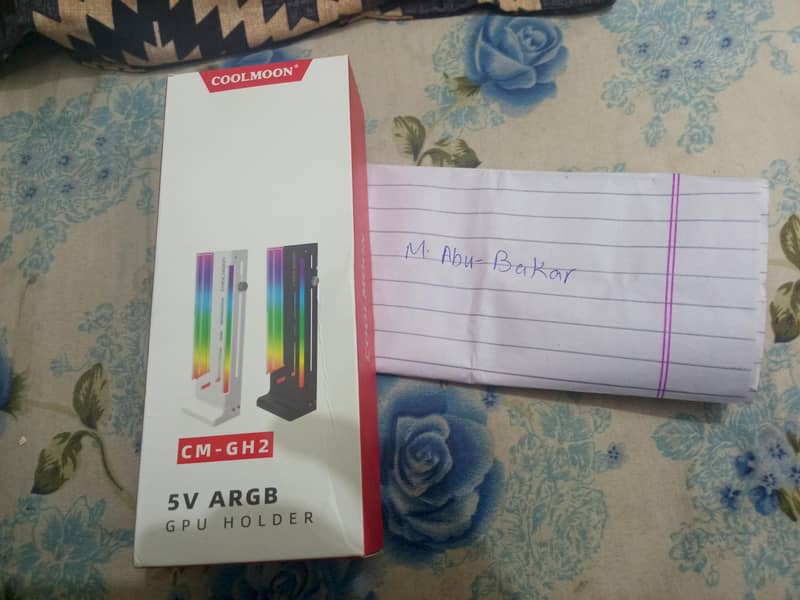 COOLMOON
CM-GH2
5V ARGB
GPU HOLDER
M. Abu-Bakar